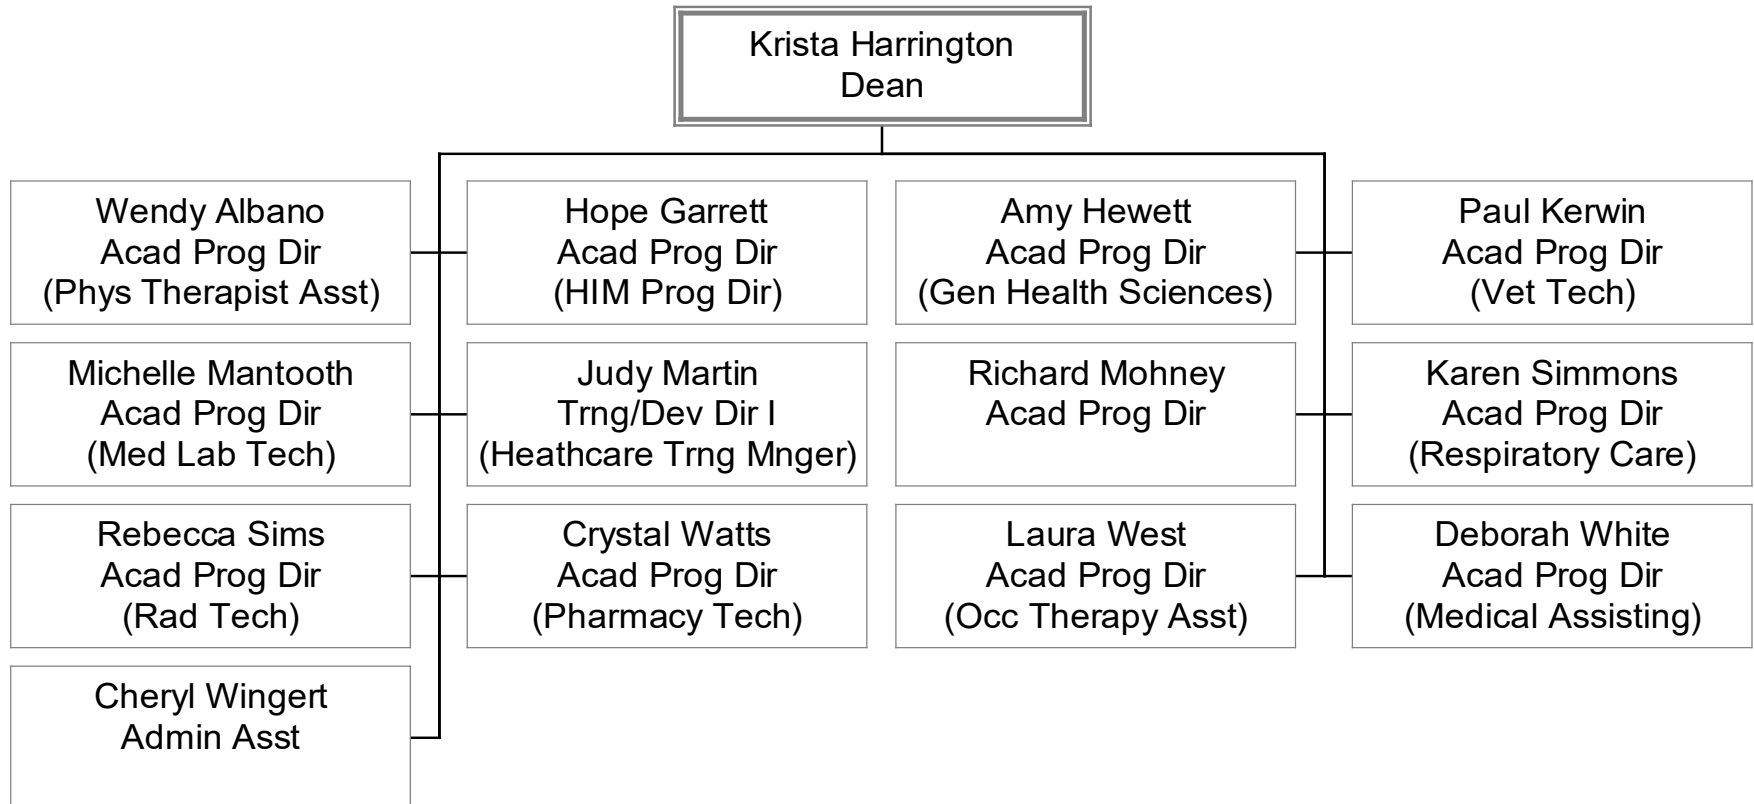 Krista Harrington
Dean
Wendy Albano
Acad Prog Dir
(Phys Therapist Asst)
Hope Garrett
Acad Prog Dir
(HIM Prog Dir)
Amy Hewett
Acad Prog Dir
(Gen Health Sciences)
Paul Kerwin
Acad Prog Dir
(Vet Tech)
Michelle Mantooth
Acad Prog Dir
(Med Lab Tech)
Judy Martin
Trng/Dev Dir I
(Heathcare Trng Mnger)
Richard Mohney
Acad Prog Dir
Karen Simmons
Acad Prog Dir
(Respiratory Care)
Rebecca Sims
Acad Prog Dir
(Rad Tech)
Crystal Watts
Acad Prog Dir
(Pharmacy Tech)
Laura West
Acad Prog Dir
(Occ Therapy Asst)
Deborah White
Acad Prog Dir
(Medical Assisting)
Cheryl Wingert
Admin Asst